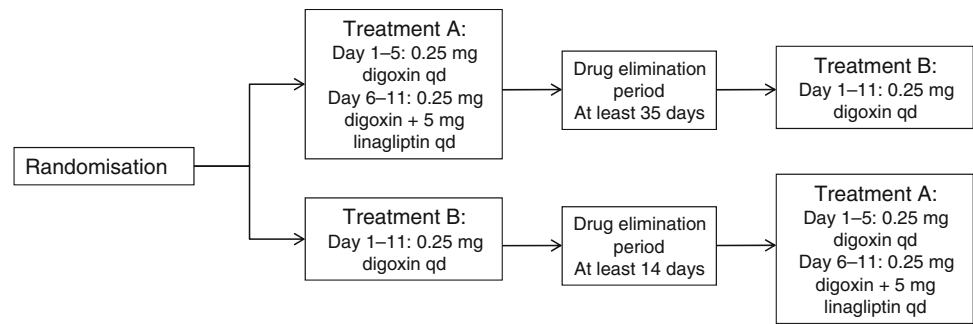 Randomisation
Treatment A:
Day 1–5: 0.25 mg
digoxin qd
Day 6–11: 0.25 mg
digoxin + 5 mg
linagliptin qd
Drug elimination
period
At least 35 days
Treatment B:
Day 1–11: 0.25 mg
digoxin qd
Treatment B:
Day 1–11: 0.25 mg
digoxin qd
Drug elimination
period
At least 14 days
Treatment A:
Day 1–5: 0.25 mg
digoxin qd
Day 6–11: 0.25 mg
digoxin + 5 mg
linagliptin qd